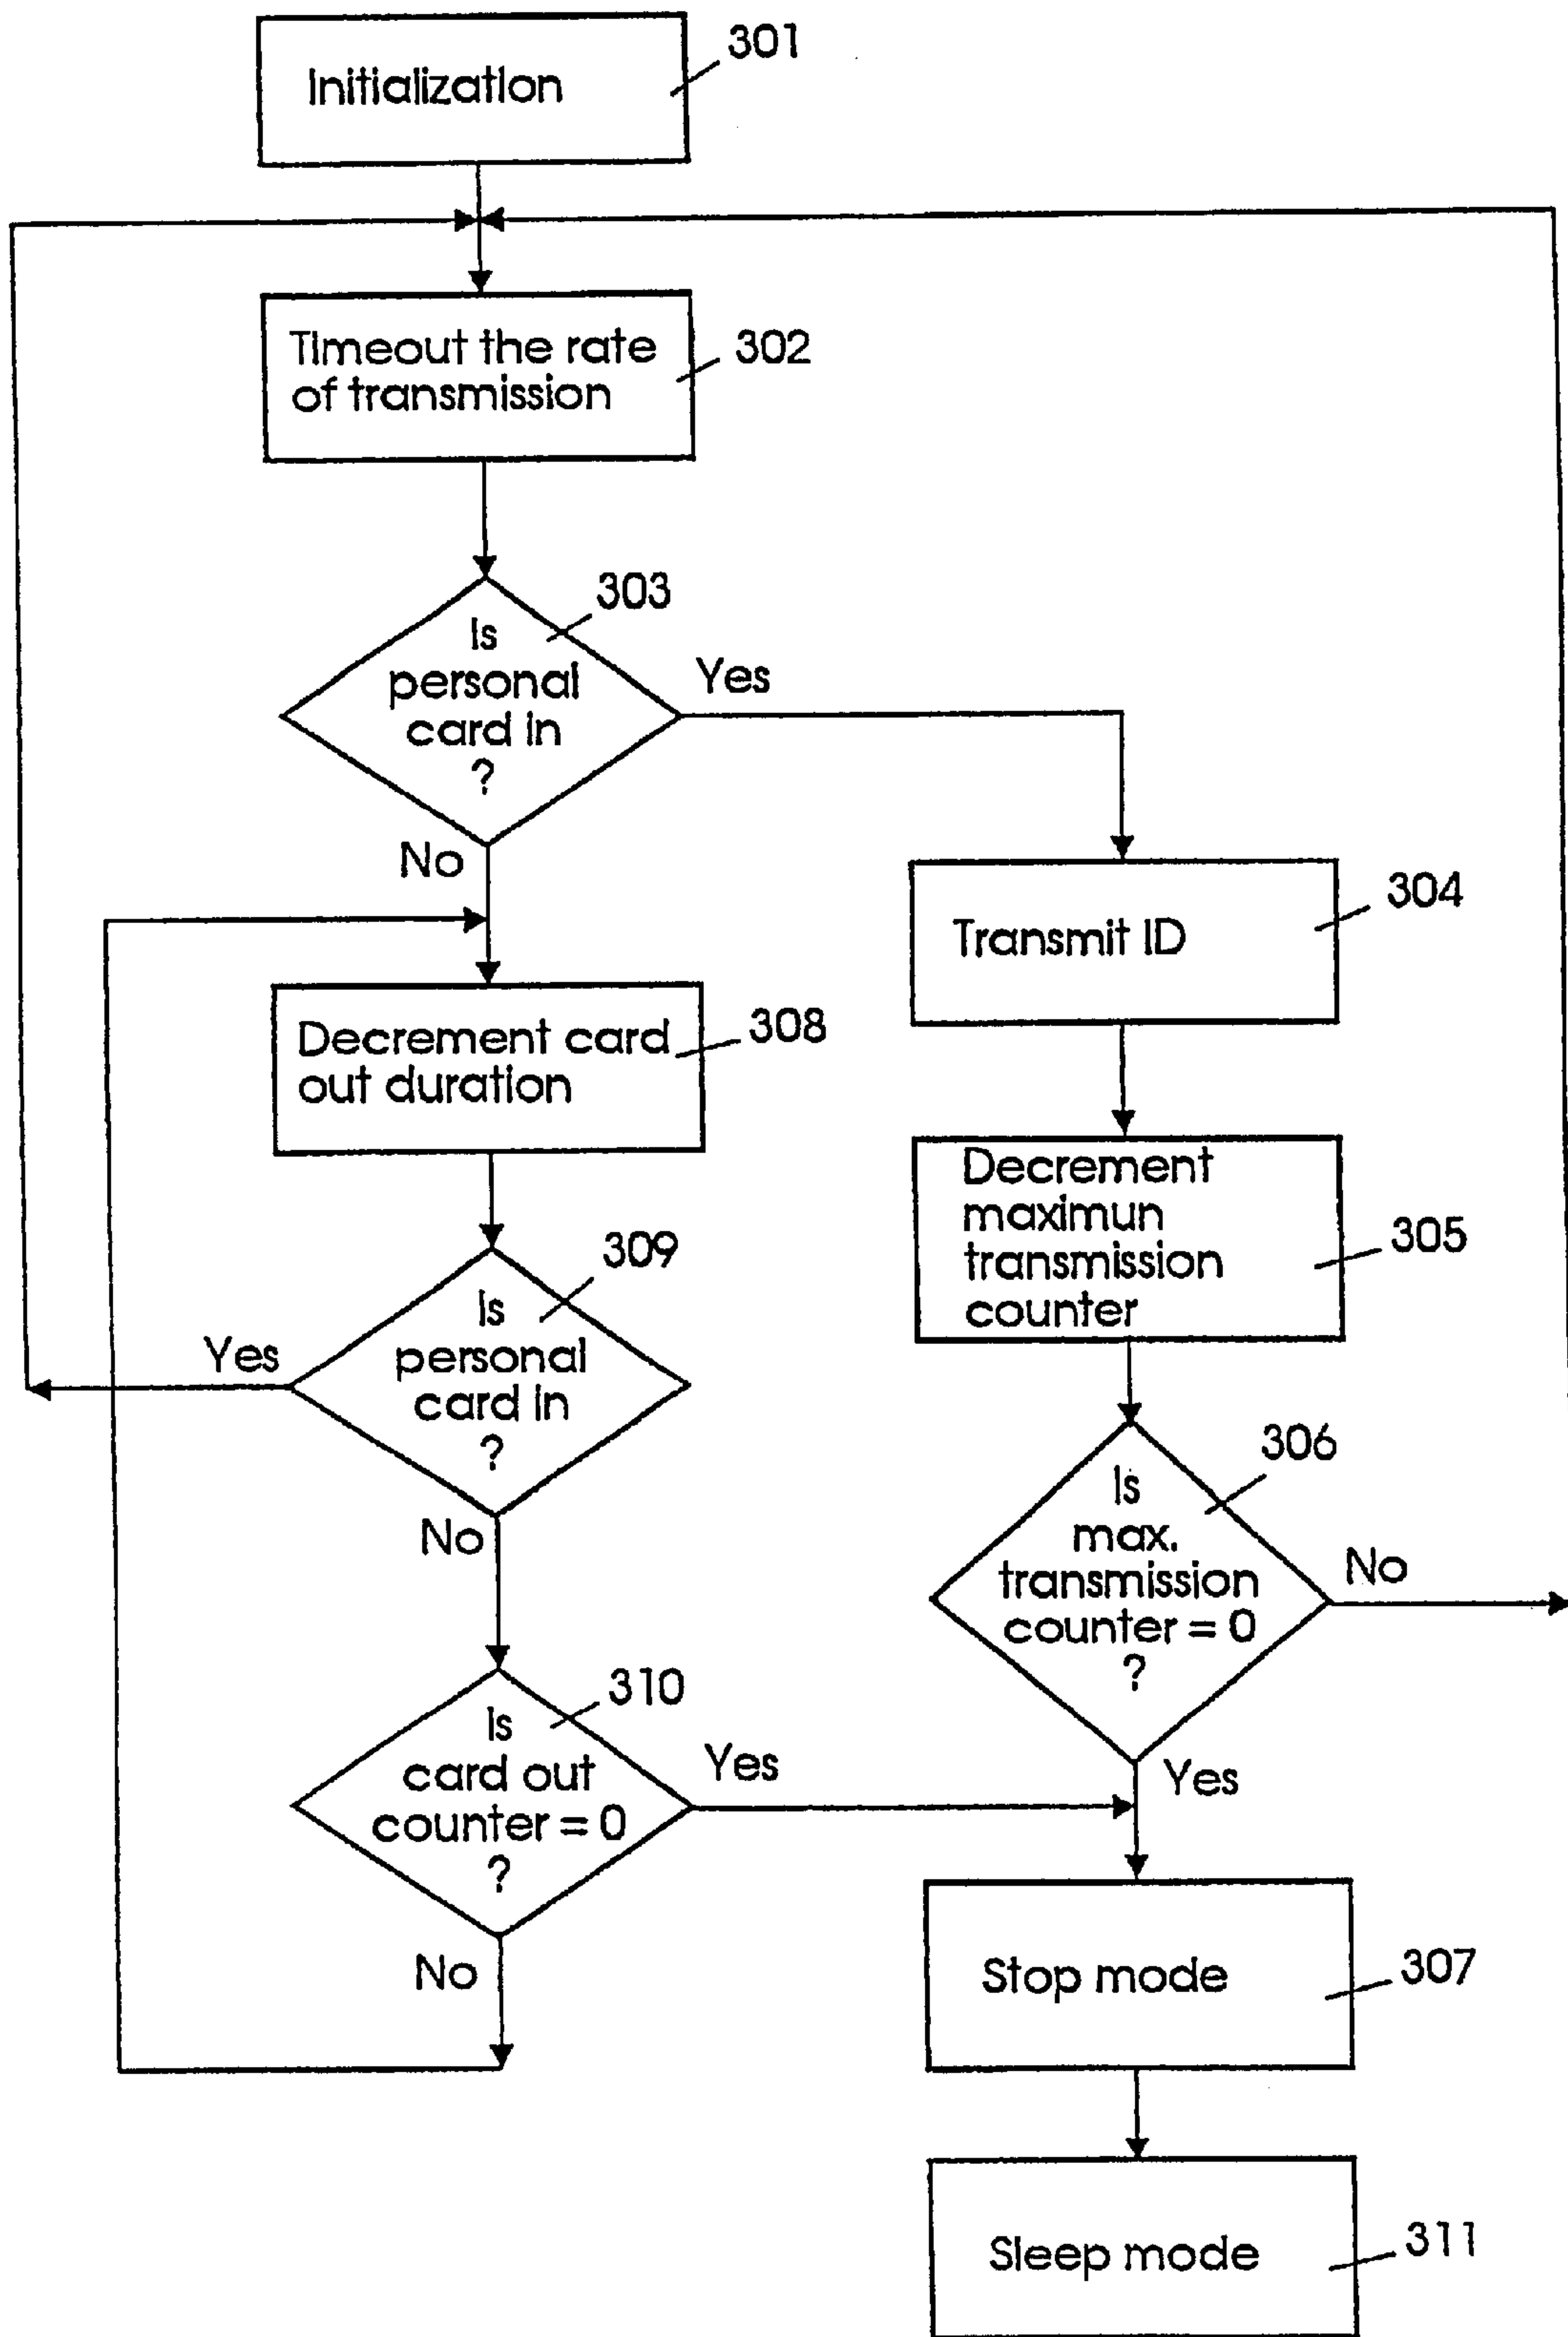 301
Initialization
Timeout the rate
of transmission
302
303
Is
personal
card in
?
Yes
No
304
Transmit ID
Decrement card
out duration
308
Decrement
maximun
transmission
counter
305
309
Is
personal
card in
?
Yes
No
306
Is
max.
transmission
counter = 0
?
No
Yes
310
Is
card out
counter = 0
?
Yes
No
Stop mode
307
Sleep mode
311